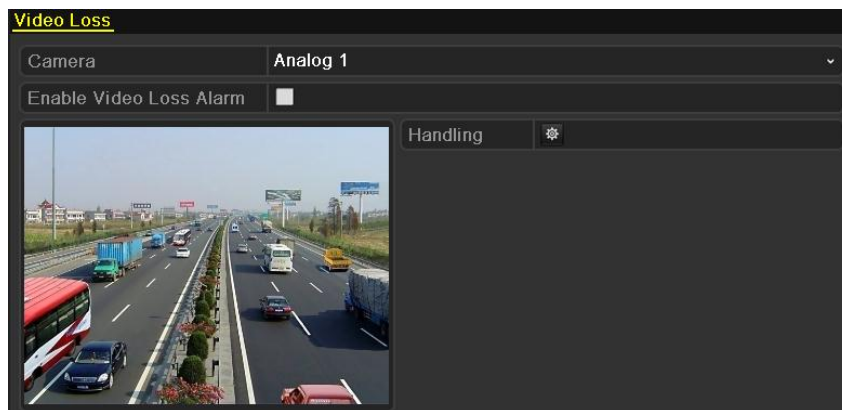 Video Loss
Camera
Analog 1
Enable Video Loss Alarm
Handling